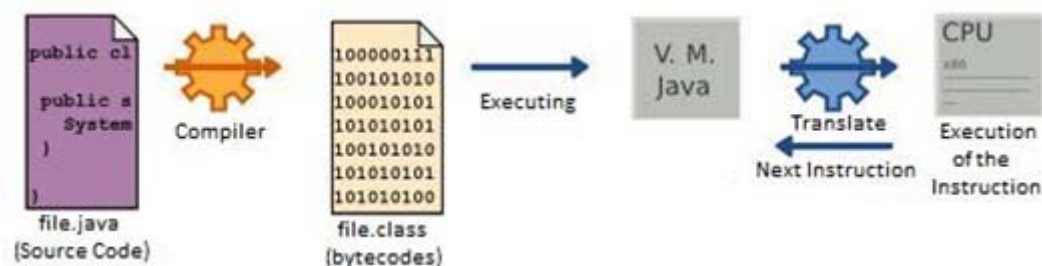 public cl
public s
System
)
)
file.java
(Source Code)
Compiler
100000111
100101010
100010101
101010101
100101010
101010101
101010100
file.class
(bytecodes)
Executing
V. M.
Java
Translate
Next Instruction
CPU
x86
Execution
of the
Instruction